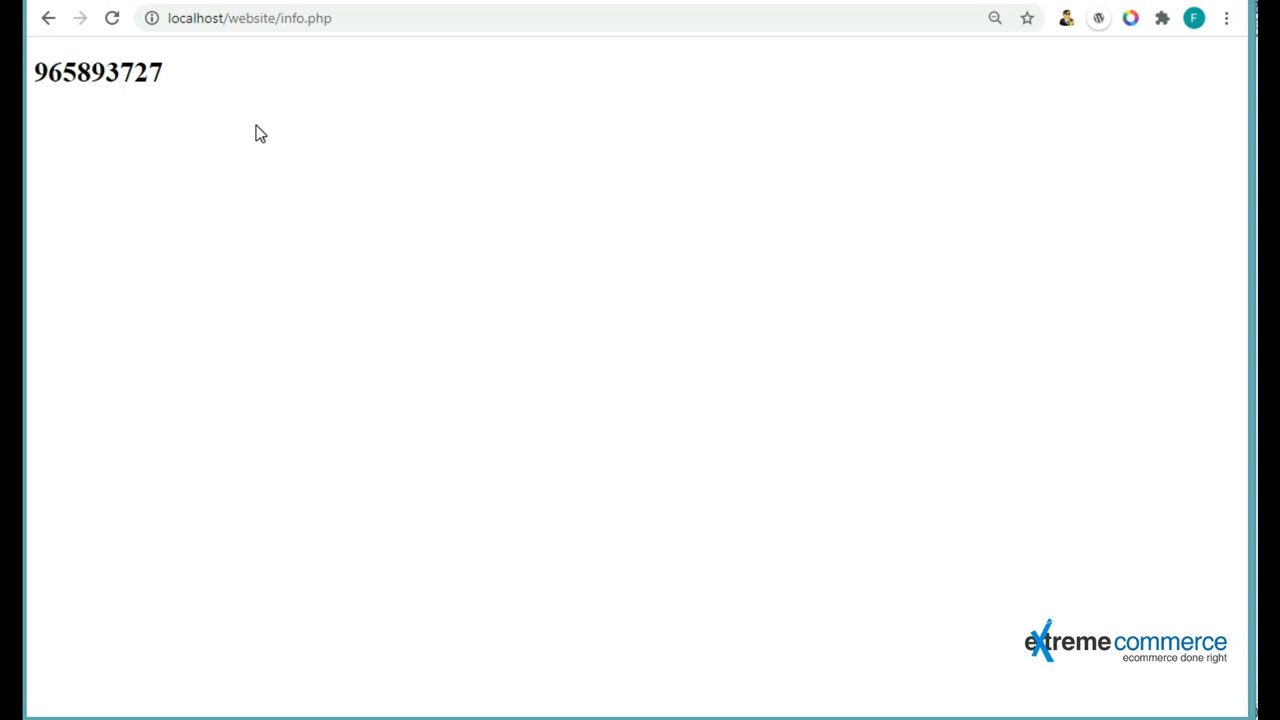 localhost/website/info.php
F
965893727
extreme commerce
ecommerce done right